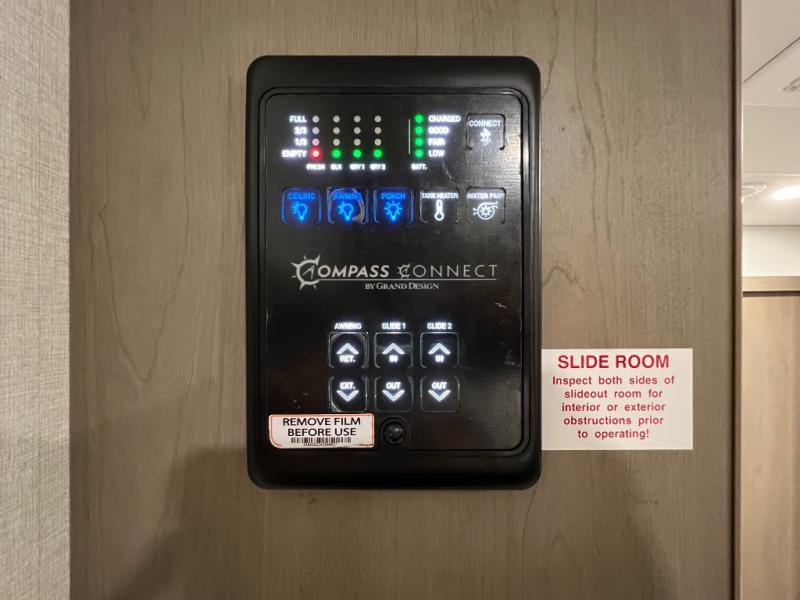 FULL
2/3
1/3
EMPTY
FRESH BLK GRY 1 GRY 2
CHARGED
GOOD
FAIR
LOW
BATT.
CONNECT
CEILING AWNING PORCH TANK HEATER WATER PMP
COMPASS CONNECT
BY GRAND DESIGN
AWNING SLIDE 1 SLIDE 2
RET. IN IN
EXT. OUT OUT
REMOVE FILM
BEFORE USE
SLIDE ROOM
Inspect both sides of
slideout room for
interior or exterior
obstructions prior
to operating!